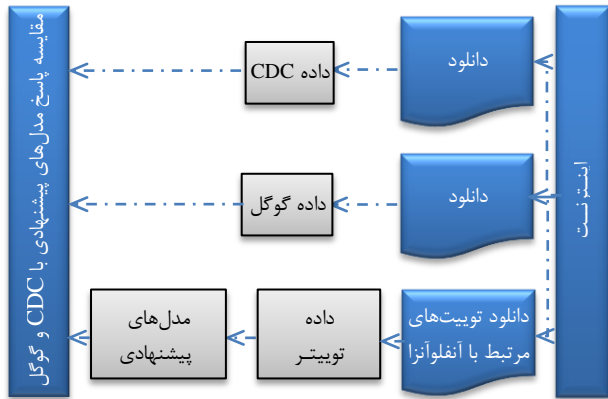 اینترنت
دانلود
داده CDC
دانلود
داده گوگل
دانلود توییت‌های
مرتبط با آنفلوآنزا
داده
توییتر
مدل‌های
پیشنهادی
مقایسه پاسخ مدل‌های پیشنهادی با CDC و گوگل